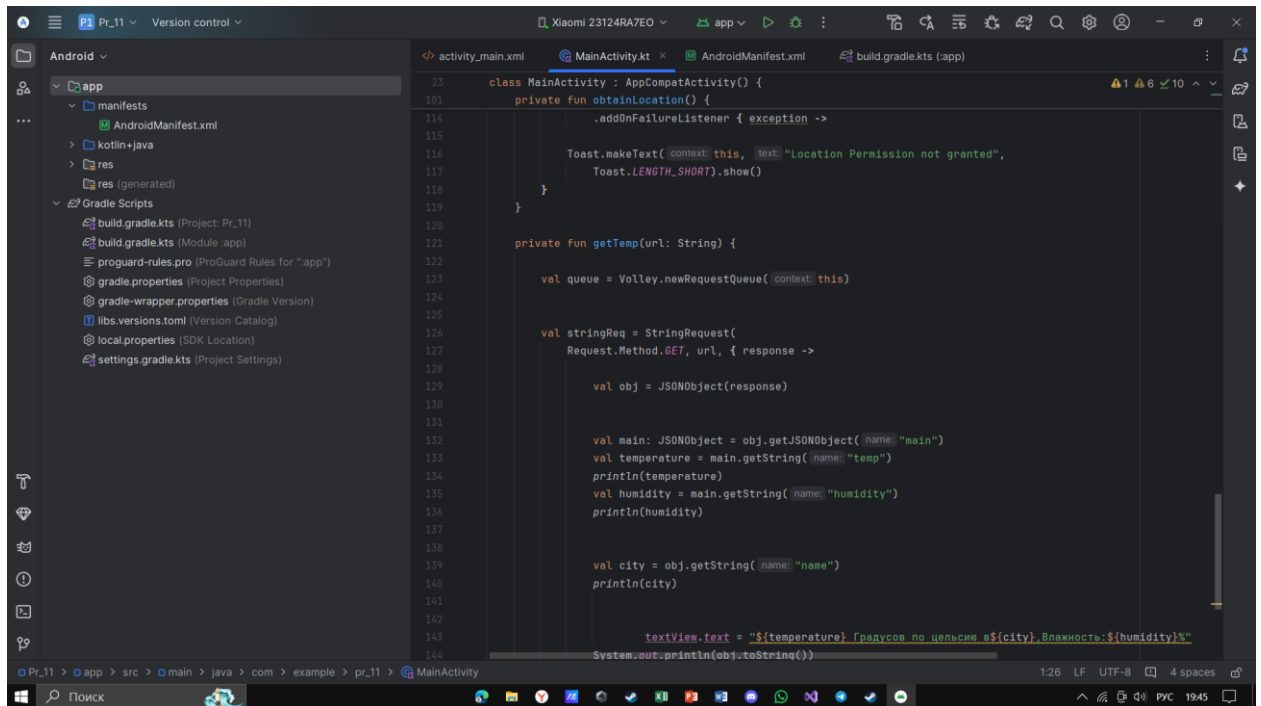 P1 Pr_11 Version control Xiaomi 23124RA7EO app
Android activity_main.xml MainActivity.kt AndroidManifest.xml build.gradle.kts (:app)
app
manifests
AndroidManifest.xml
kotlin+java
res
res (generated)
Gradle Scripts
build.gradle.kts (Project: Pr_11)
build.gradle.kts (Module :app)
proguard-rules.pro (ProGuard Rules for ":app")
gradle.properties (Project Properties)
gradle-wrapper.properties (Gradle Version)
libs.versions.toml (Version Catalog)
local.properties (SDK Location)
settings.gradle.kts (Project Settings)
23 class MainActivity : AppCompatActivity() { 1 6 10
101 private fun obtainLocation() {
114 .addOnFailureListener { exception ->
115
116 Toast.makeText( context: this, text: "Location Permission not granted",
117 Toast.LENGTH_SHORT).show()
118 }
119 }
120
121 private fun getTemp(url: String) {
122
123 val queue = Volley.newRequestQueue( context: this)
124
125
126 val stringReq = StringRequest(
127 Request.Method.GET, url, { response ->
128
129 val obj = JSONObject(response)
130
131
132 val main: JSONObject = obj.getJSONObject( name: "main")
133 val temperature = main.getString( name: "temp")
134 println(temperature)
135 val humidity = main.getString( name: "humidity")
136 println(humidity)
137
138
139 val city = obj.getString( name: "name")
140 println(city)
141
142
143 textView.text = "${temperature} Градусов по цельсию в${city},Влажность:${humidity}%"
144 System.out.println(obj.toString())
Pr_11 > app > src > main > java > com > example > pr_11 > MainActivity 1:26 LF UTF-8 4 spaces
Поиск РУС 19:45